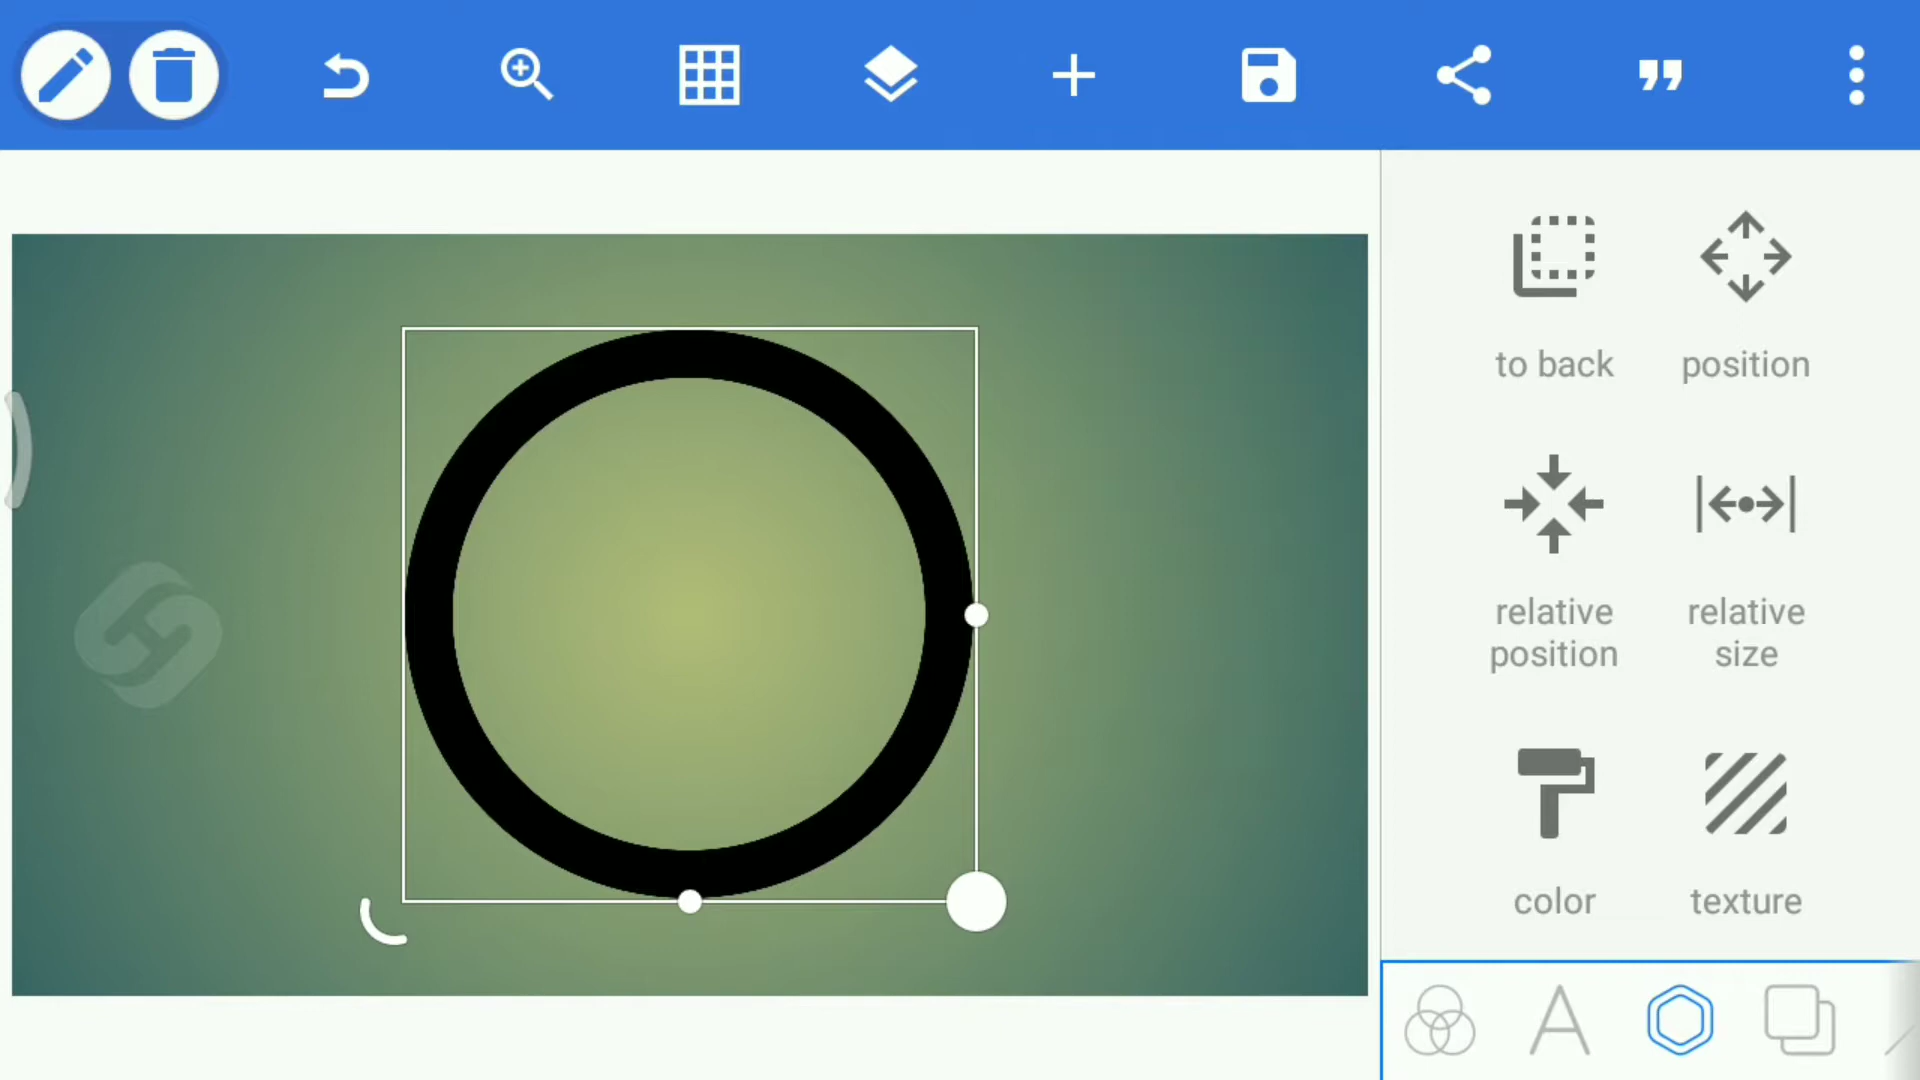 to back
position
relative
position
relative
size
color
texture